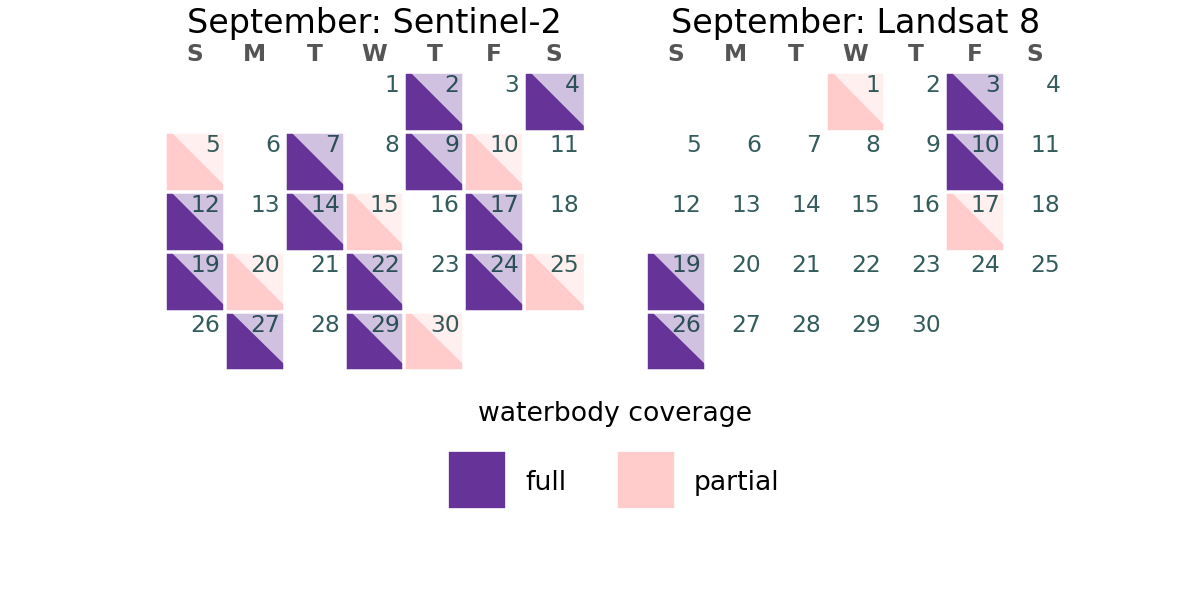 September: Sentinel-2
S M T W T F S
1 2 3 4
5 6 7 8 9 10 11
12 13 14 15 16 17 18
19 20 21 22 23 24 25
26 27 28 29 30
September: Landsat 8
S M T W T F S
1 2 3 4
5 6 7 8 9 10 11
12 13 14 15 16 17 18
19 20 21 22 23 24 25
26 27 28 29 30
waterbody coverage
full partial